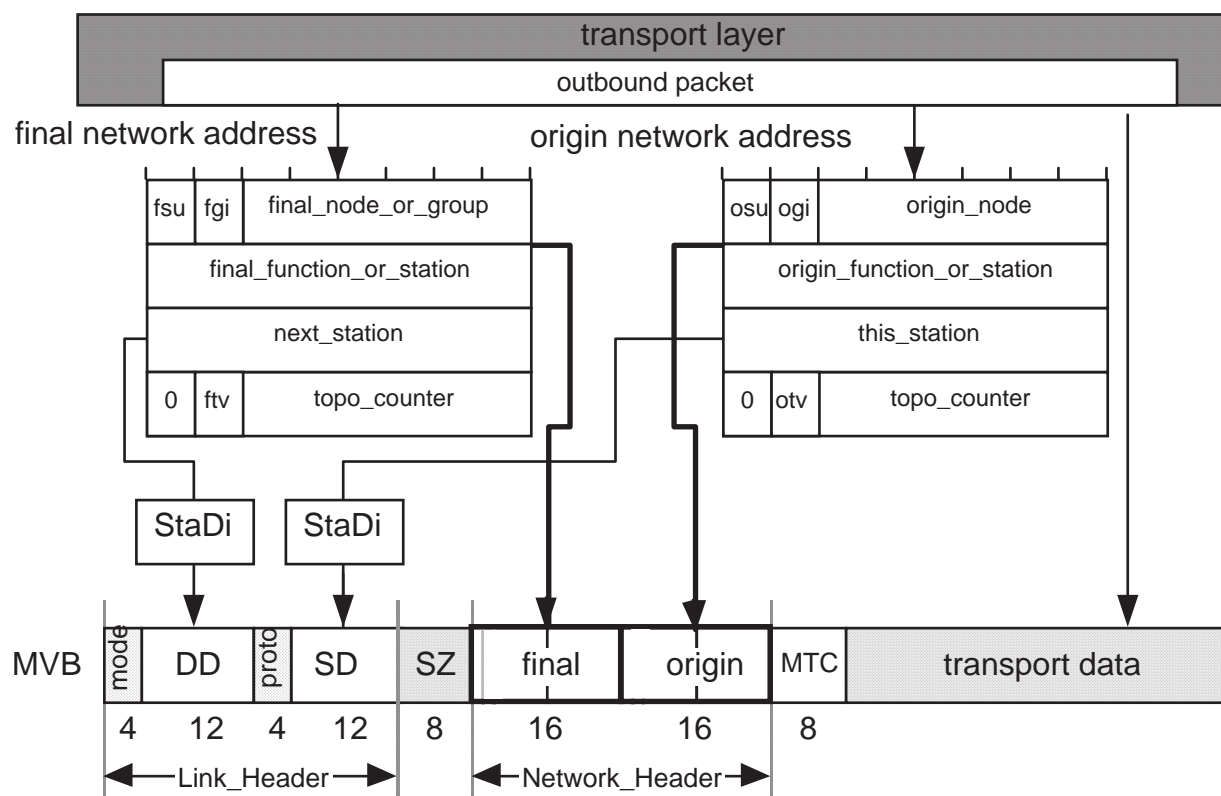 transport layer
outbound packet
final network address origin network address
fsu fgi final_node_or_group osu ogi origin_node
final_function_or_station origin_function_or_station
next_station this_station
0 ftv topo_counter 0 otv topo_counter
StaDi StaDi
MVB mode DD proto SD SZ final origin MTC transport data
4 12 4 12 8 16 16 8
Link_Header Network_Header